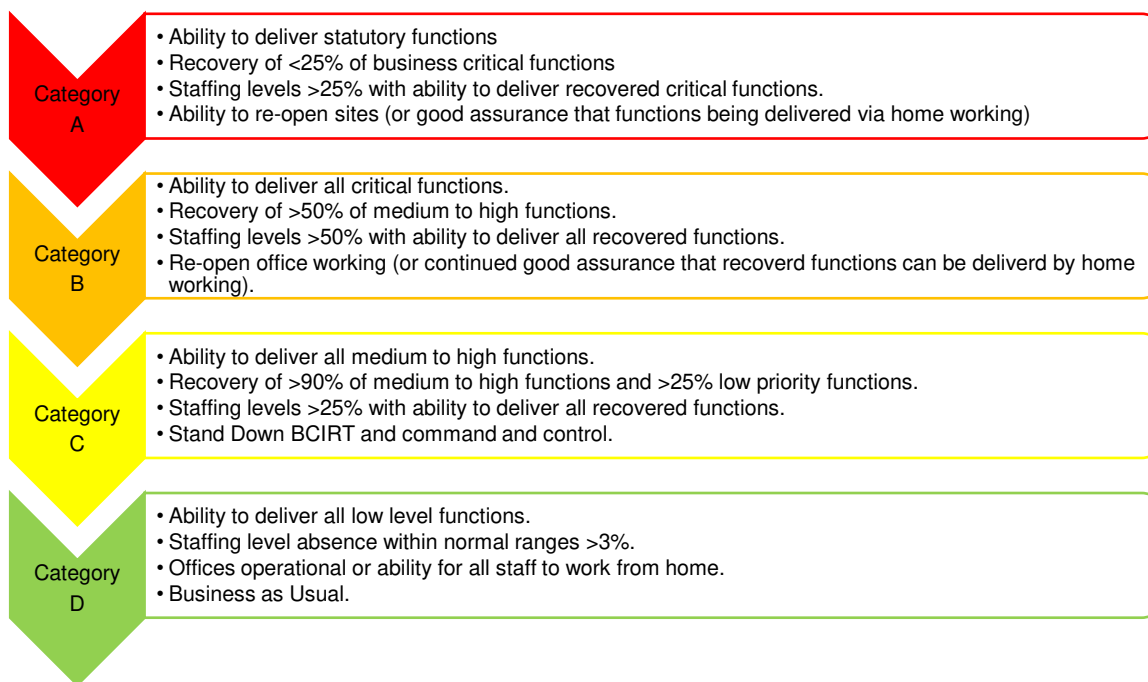 Category
A
• Ability to deliver statutory functions
• Recovery of <25% of business critical functions
• Staffing levels >25% with ability to deliver recovered critical functions.
• Ability to re-open sites (or good assurance that functions being delivered via home working)
Category
B
• Ability to deliver all critical functions.
• Recovery of >50% of medium to high functions.
• Staffing levels >50% with ability to deliver all recovered functions.
• Re-open office working (or continued good assurance that recoverd functions can be deliverd by home
working).
Category
C
• Ability to deliver all medium to high functions.
• Recovery of >90% of medium to high functions and >25% low priority functions.
• Staffing levels >25% with ability to deliver all recovered functions.
• Stand Down BCIRT and command and control.
Category
D
• Ability to deliver all low level functions.
• Staffing level absence within normal ranges >3%.
• Offices operational or ability for all staff to work from home.
• Business as Usual.